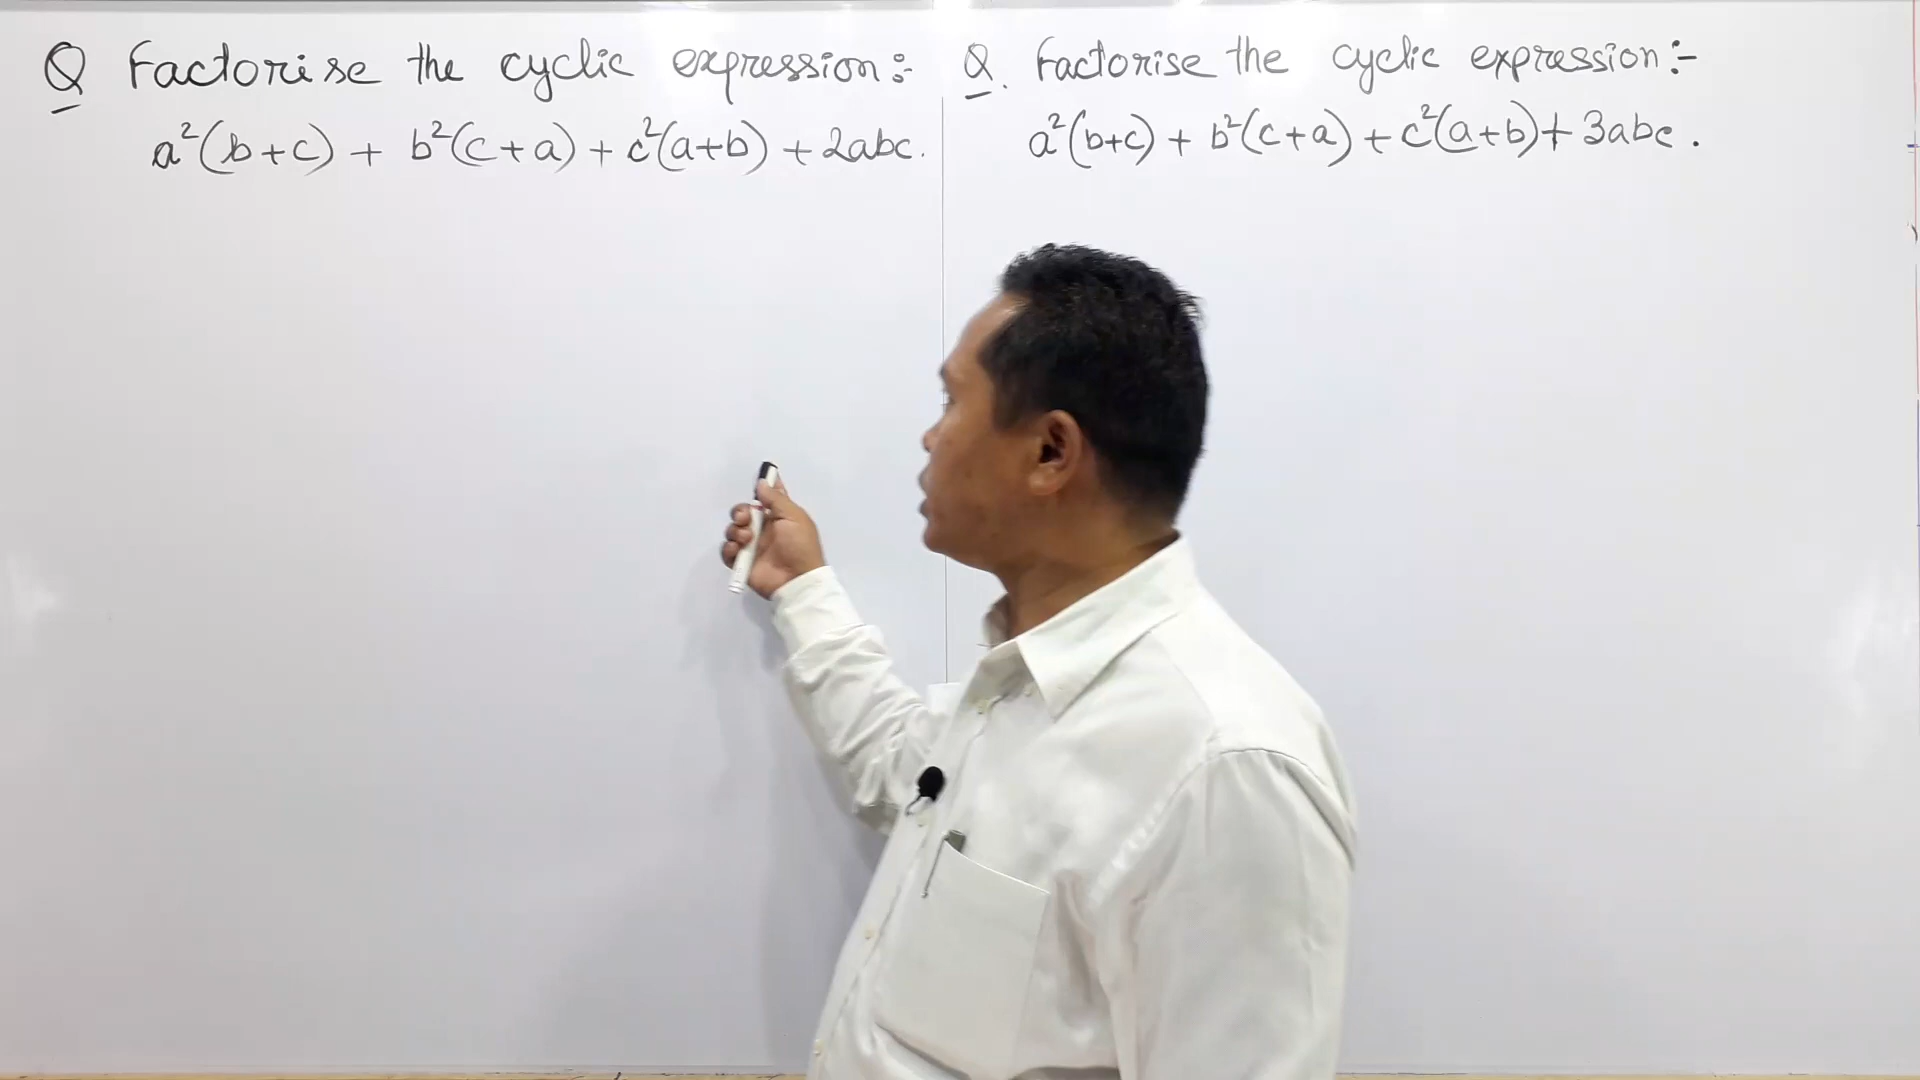 Q Factorise the cyclic expression:-
a²(b+c) + b²(c+a) + c²(a+b) + 2abc.
Q. Factorise the cyclic expression:-
a²(b+c) + b²(c+a) + c²(a+b) + 3abc.